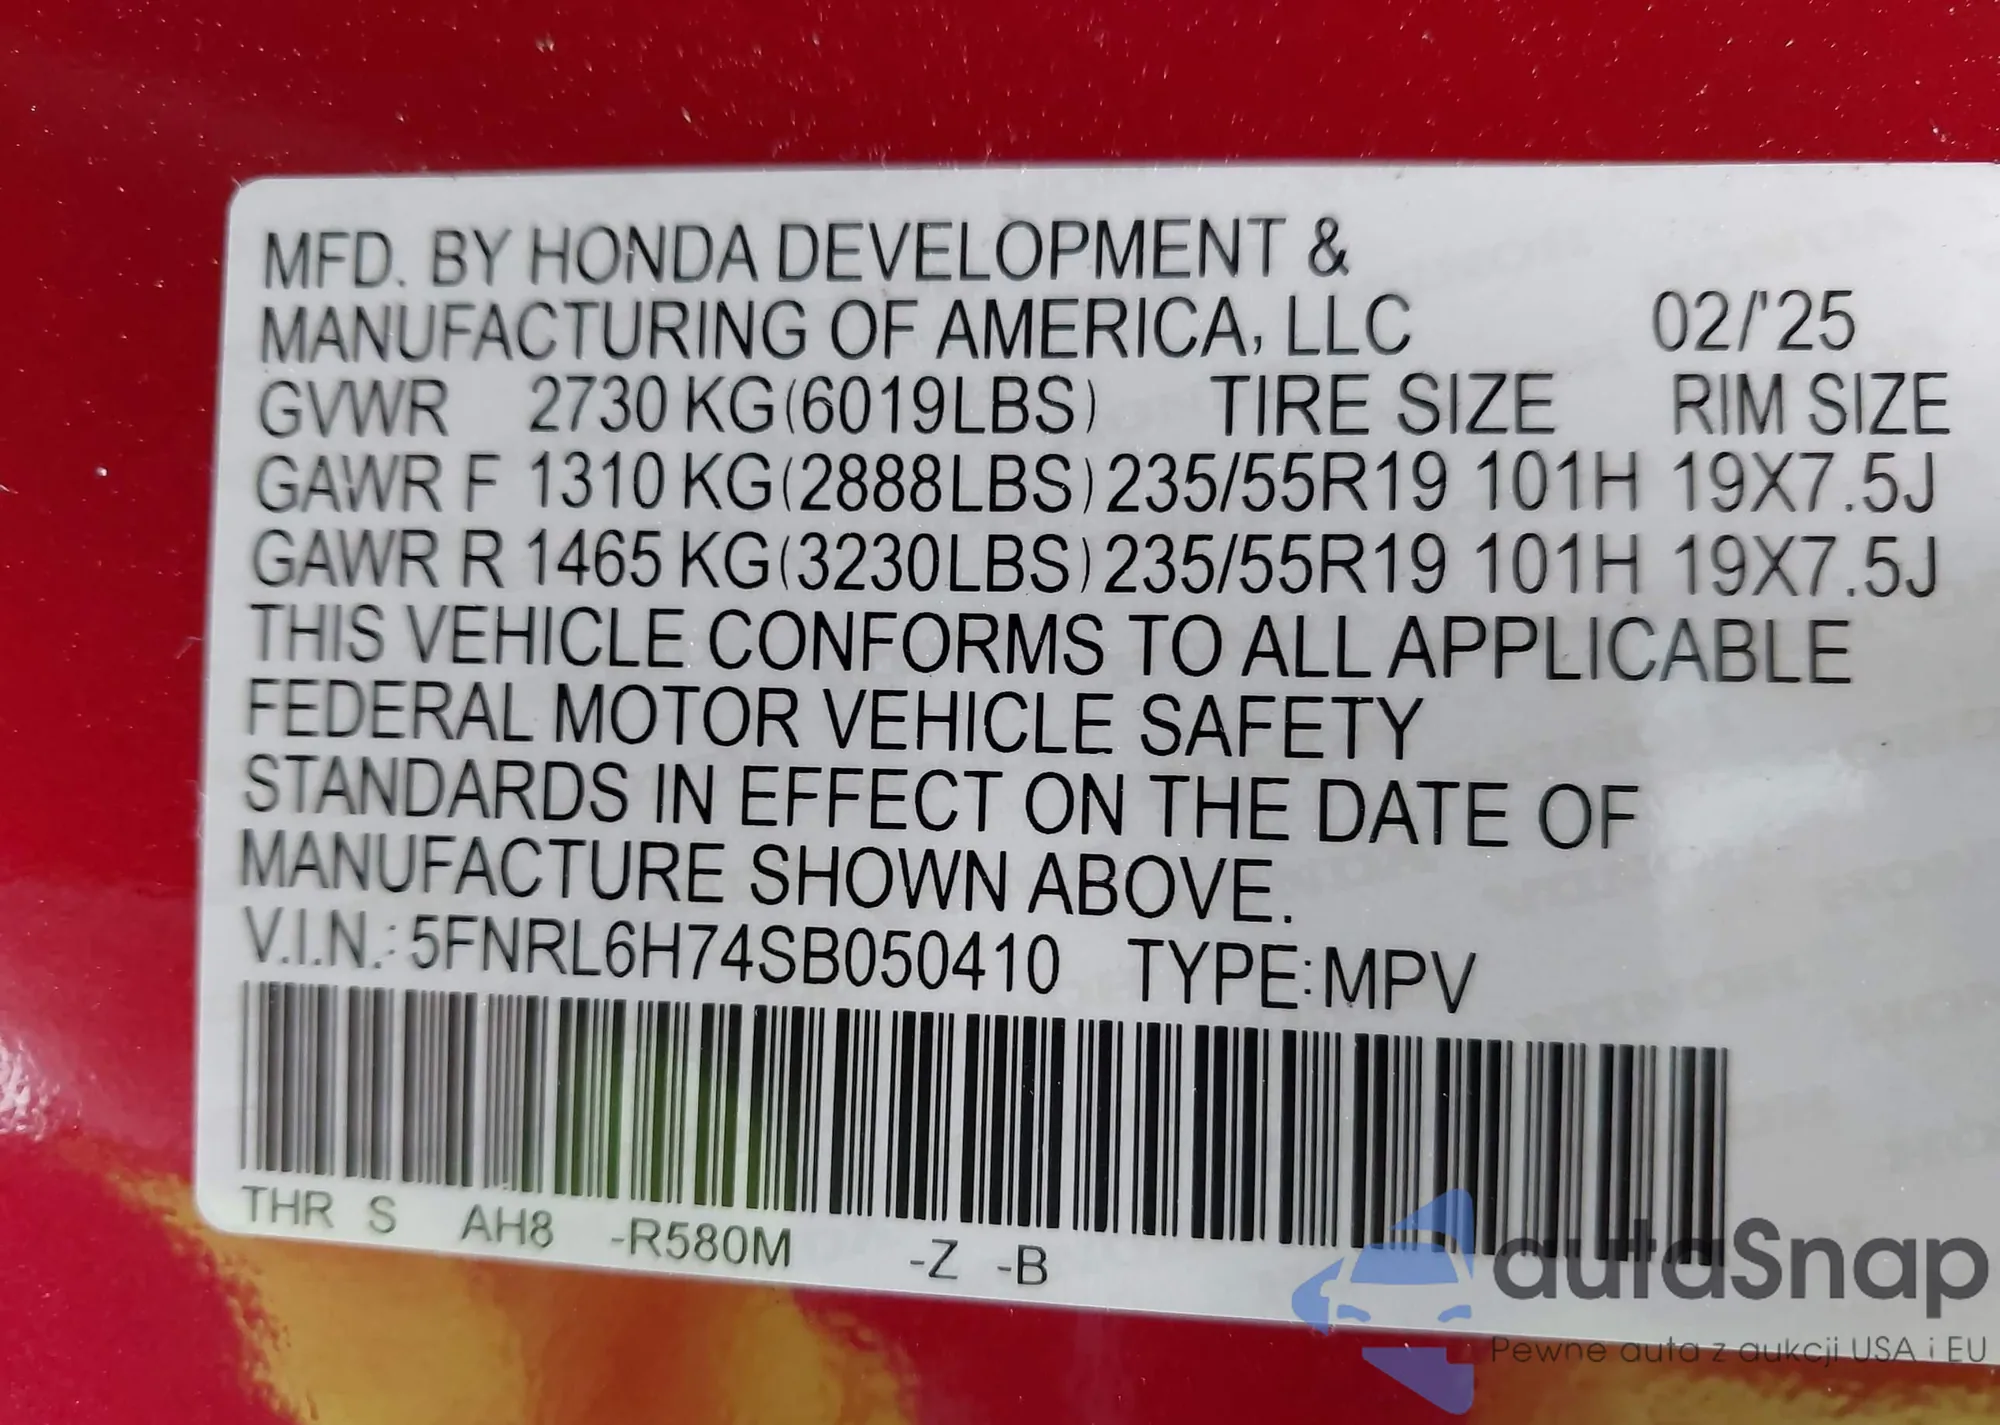 MFD. BY HONDA DEVELOPMENT &
MANUFACTURING OF AMERICA, LLC 02/'25
GVWR 2730 KG(6019LBS) TIRE SIZE RIM SIZE
GAWR F 1310 KG(2888LBS) 235/55R19 101H 19X7.5J
GAWR R 1465 KG(3230LBS) 235/55R19 101H 19X7.5J
THIS VEHICLE CONFORMS TO ALL APPLICABLE
FEDERAL MOTOR VEHICLE SAFETY
STANDARDS IN EFFECT ON THE DATE OF
MANUFACTURE SHOWN ABOVE.
V.I.N.: 5FNRL6H74SB050410 TYPE:MPV
THR S AH8 -R580M -Z -B
autaSnap
Pewne auta z aukcji USA i EU